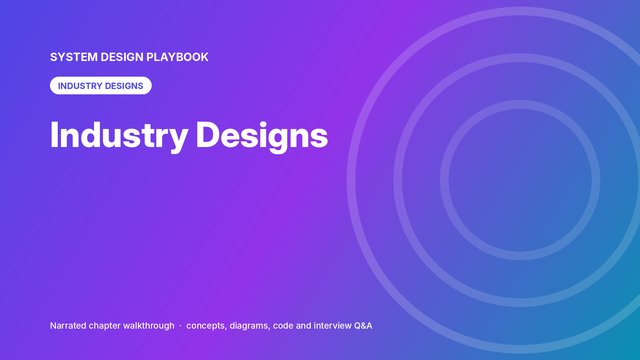 SYSTEM DESIGN PLAYBOOK
INDUSTRY DESIGNS
Industry Designs
Narrated chapter walkthrough · concepts, diagrams, code and interview Q&A